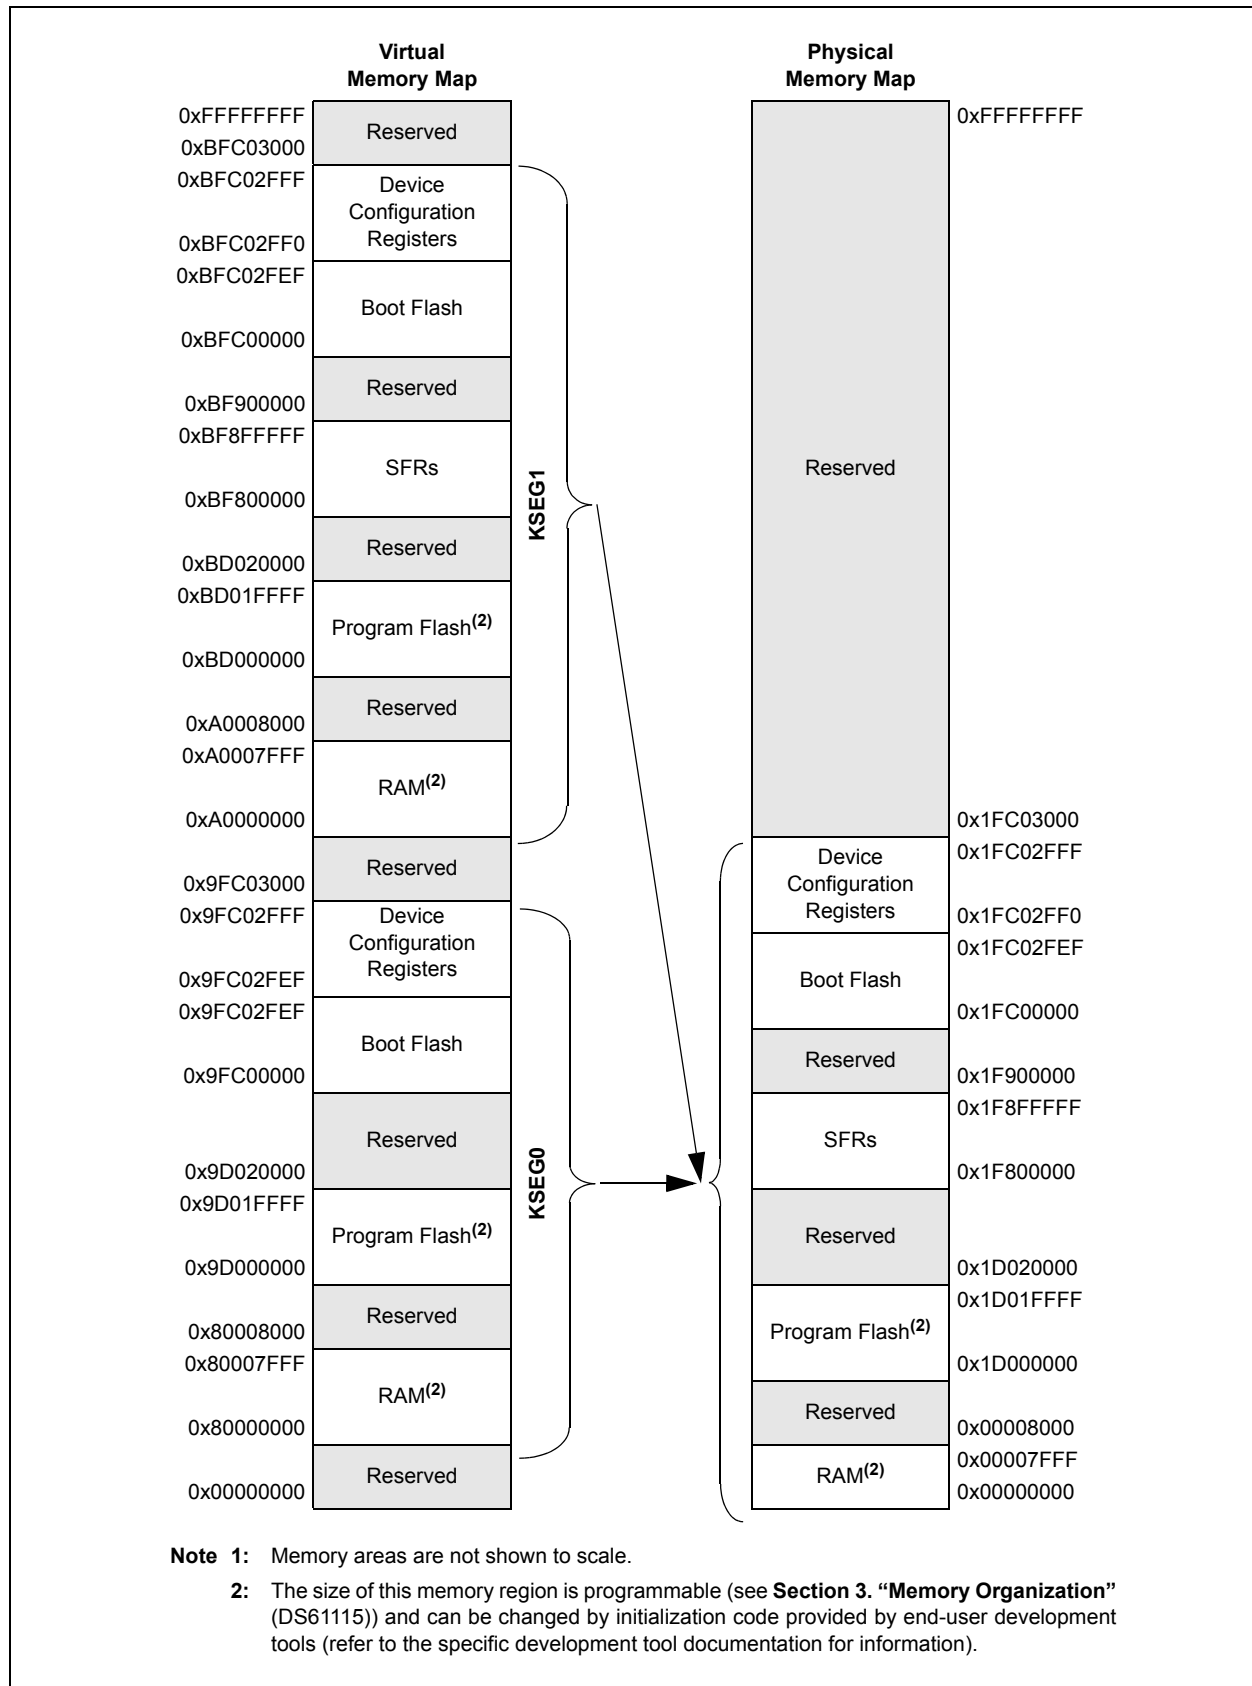 Virtual
Memory Map
0xFFFFFFFF
Reserved
0xBFC03000
0xBFC02FFF
Device
Configuration
Registers
0xBFC02FF0
0xBFC02FEF
Boot Flash
0xBFC00000
Reserved
0xBF900000
0xBF8FFFFF
SFRs
0xBF800000
Reserved
0xBD020000
0xBD01FFFF
Program Flash(2)
0xBD000000
Reserved
0xA0008000
0xA0007FFF
RAM(2)
0xA0000000
Reserved
0x9FC03000
0x9FC02FFF
Device
Configuration
Registers
0x9FC02FEF
0x9FC02FEF
Boot Flash
0x9FC00000
Reserved
0x9D020000
0x9D01FFFF
Program Flash(2)
0x9D000000
Reserved
0x80008000
0x80007FFF
RAM(2)
0x80000000
Reserved
0x00000000
KSEG1
KSEG0
Physical
Memory Map
0xFFFFFFFF
Reserved
0x1FC03000
0x1FC02FFF
Device
Configuration
Registers
0x1FC02FF0
0x1FC02FEF
Boot Flash
0x1FC00000
Reserved
0x1F900000
0x1F8FFFFF
SFRs
0x1F800000
Reserved
0x1D020000
0x1D01FFFF
Program Flash(2)
0x1D000000
Reserved
0x00008000
0x00007FFF
RAM(2)
0x00000000
Note 1: Memory areas are not shown to scale.
2: The size of this memory region is programmable (see Section 3. “Memory Organization”
(DS61115)) and can be changed by initialization code provided by end-user development
tools (refer to the specific development tool documentation for information).